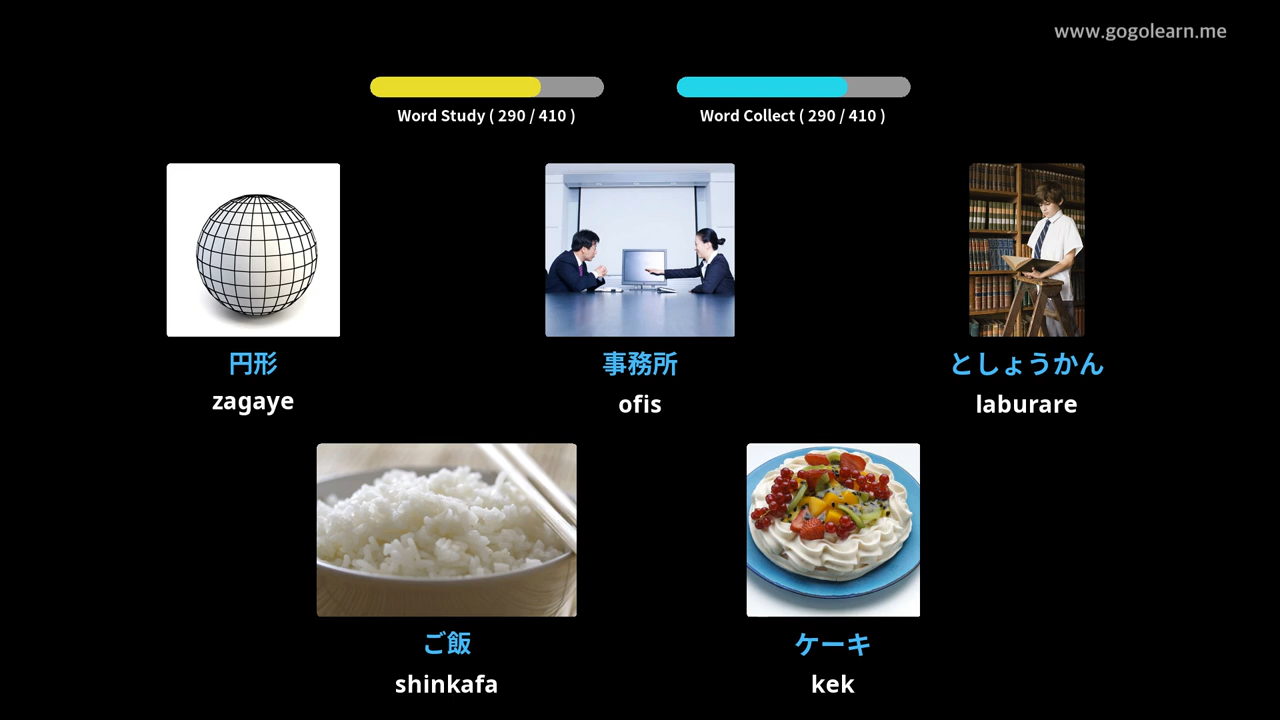 www.gogolearn.me
Word Study ( 290 / 410 )
Word Collect ( 290 / 410 )
円形
zagaye
事務所
ofis
としょうかん
laburare
ご飯
shinkafa
ケーキ
kek